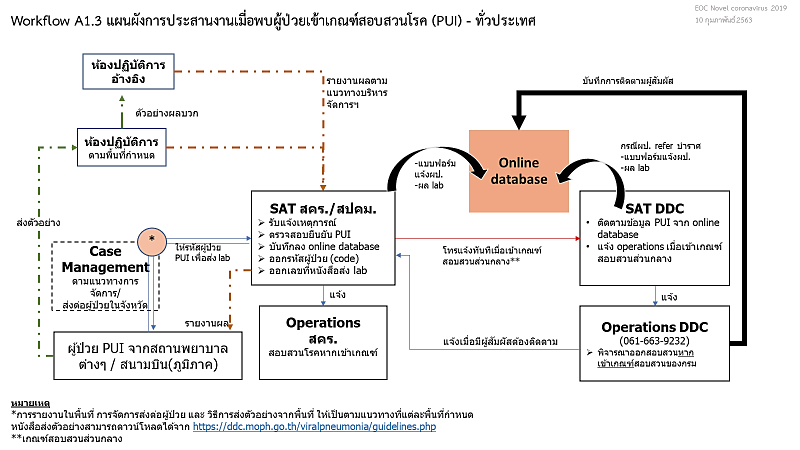 EOC Novel coronavirus 2019
10 กุมภาพันธ์2563
Workflow A1.3 แผนผังการประสานงานเมื่อพบผู้ป่วยเข้าเกณฑ์สอบสวนโรค (PUI) - ทั่วประเทศ
ห้องปฏิบัติการ
อ้างอิง
รายงานผลตาม
แนวทางบริหาร
จัดการฯ
บันทึกการติดตามผู้สัมผัส
ตัวอย่างผลบวก
ห้องปฏิบัติการ
ตามพื้นที่กำหนด
-แบบฟอร์ม
แจ้งผป.
-ผล lab
Online
database
กรณีผป. refer บำราศ
-แบบฟอร์มแจ้งผป.
-ผล lab
ส่งตัวอย่าง
SAT สคร./สปคม.
รับแจ้งเหตุการณ์
ตรวจสอบยืนยัน PUI
บันทึกลง online database
ออกรหัสผู้ป่วย (code)
ออกเลขที่หนังสือส่ง lab
SAT DDC
ติดตามข้อมูล PUI จาก online
database
แจ้ง operations เมื่อเข้าเกณฑ์
สอบสวนส่วนกลาง
*
ให้รหัสผู้ป่วย
PUI เพื่อส่ง lab
Case
Management
ตามแนวทางการ
จัดการ/
ส่งต่อผู้ป่วยในจังหวัด
โทรแจ้งทันทีเมื่อเข้าเกณฑ์
สอบสวนส่วนกลาง**
แจ้ง
แจ้ง
รายงานผล
ผู้ป่วย PUI จากสถานพยาบาล
ต่างๆ / สนามบิน(ภูมิภาค)
Operations
สคร.
สอบสวนโรคหากเข้าเกณฑ์
แจ้งเมื่อมีผู้สัมผัสต้องติดตาม
Operations DDC
(061-663-9232)
พิจารณาออกสอบสวนหาก
เข้าเกณฑ์สอบสวนของกรม
หมายเหตุ
*การรายงานในพื้นที่ การจัดการส่งต่อผู้ป่วย และ วิธีการส่งตัวอย่างจากพื้นที่ ให้เป็นตามแนวทางที่แต่ละพื้นที่กำหนด
หนังสือส่งตัวอย่างสามารถดาวน์โหลดได้จาก https://ddc.moph.go.th/viralpneumonia/guidelines.php
**เกณฑ์สอบสวนส่วนกลาง